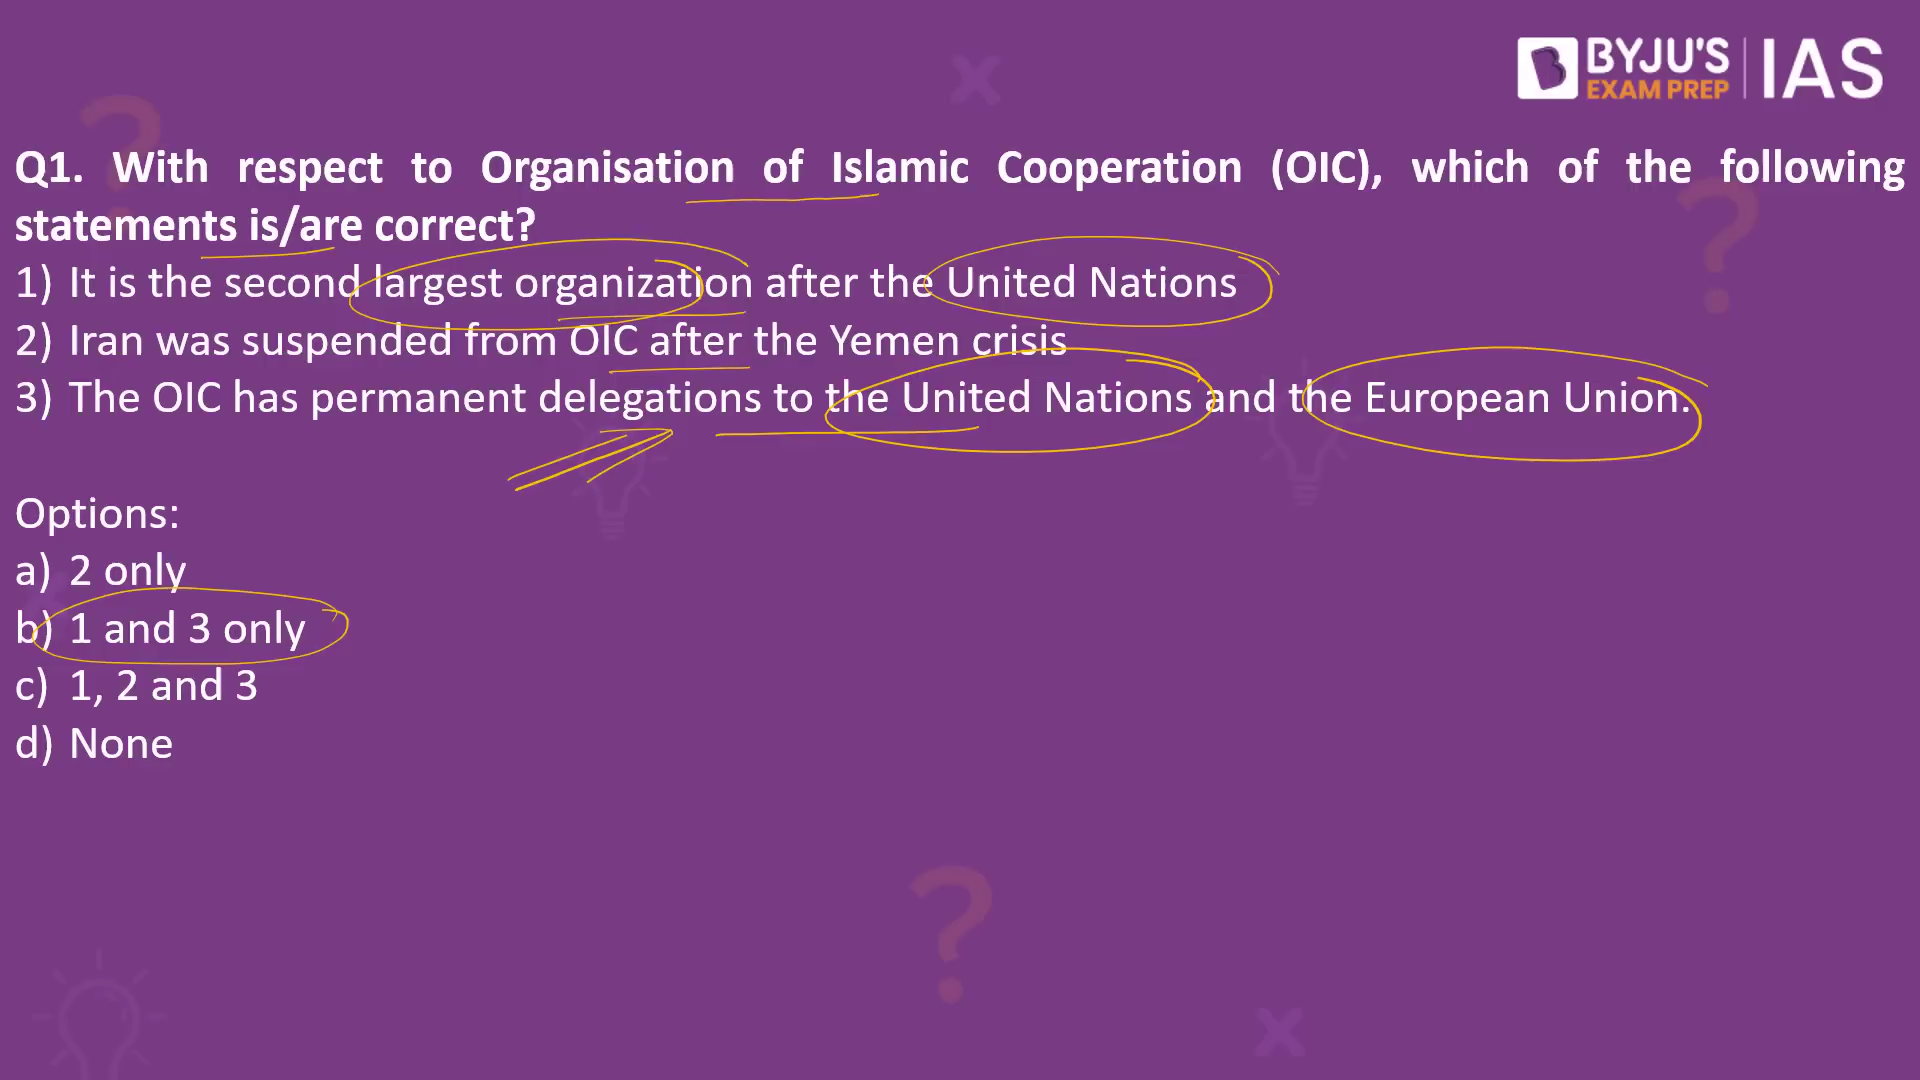 BYJU'S
EXAM PREP
IAS
Q1. With respect to Organisation of Islamic Cooperation (OIC), which of the following
statements is/are correct?
1) It is the second largest organization after the United Nations
2) Iran was suspended from OIC after the Yemen crisis
3) The OIC has permanent delegations to the United Nations and the European Union.
Options:
a) 2 only
b) 1 and 3 only
c) 1, 2 and 3
d) None